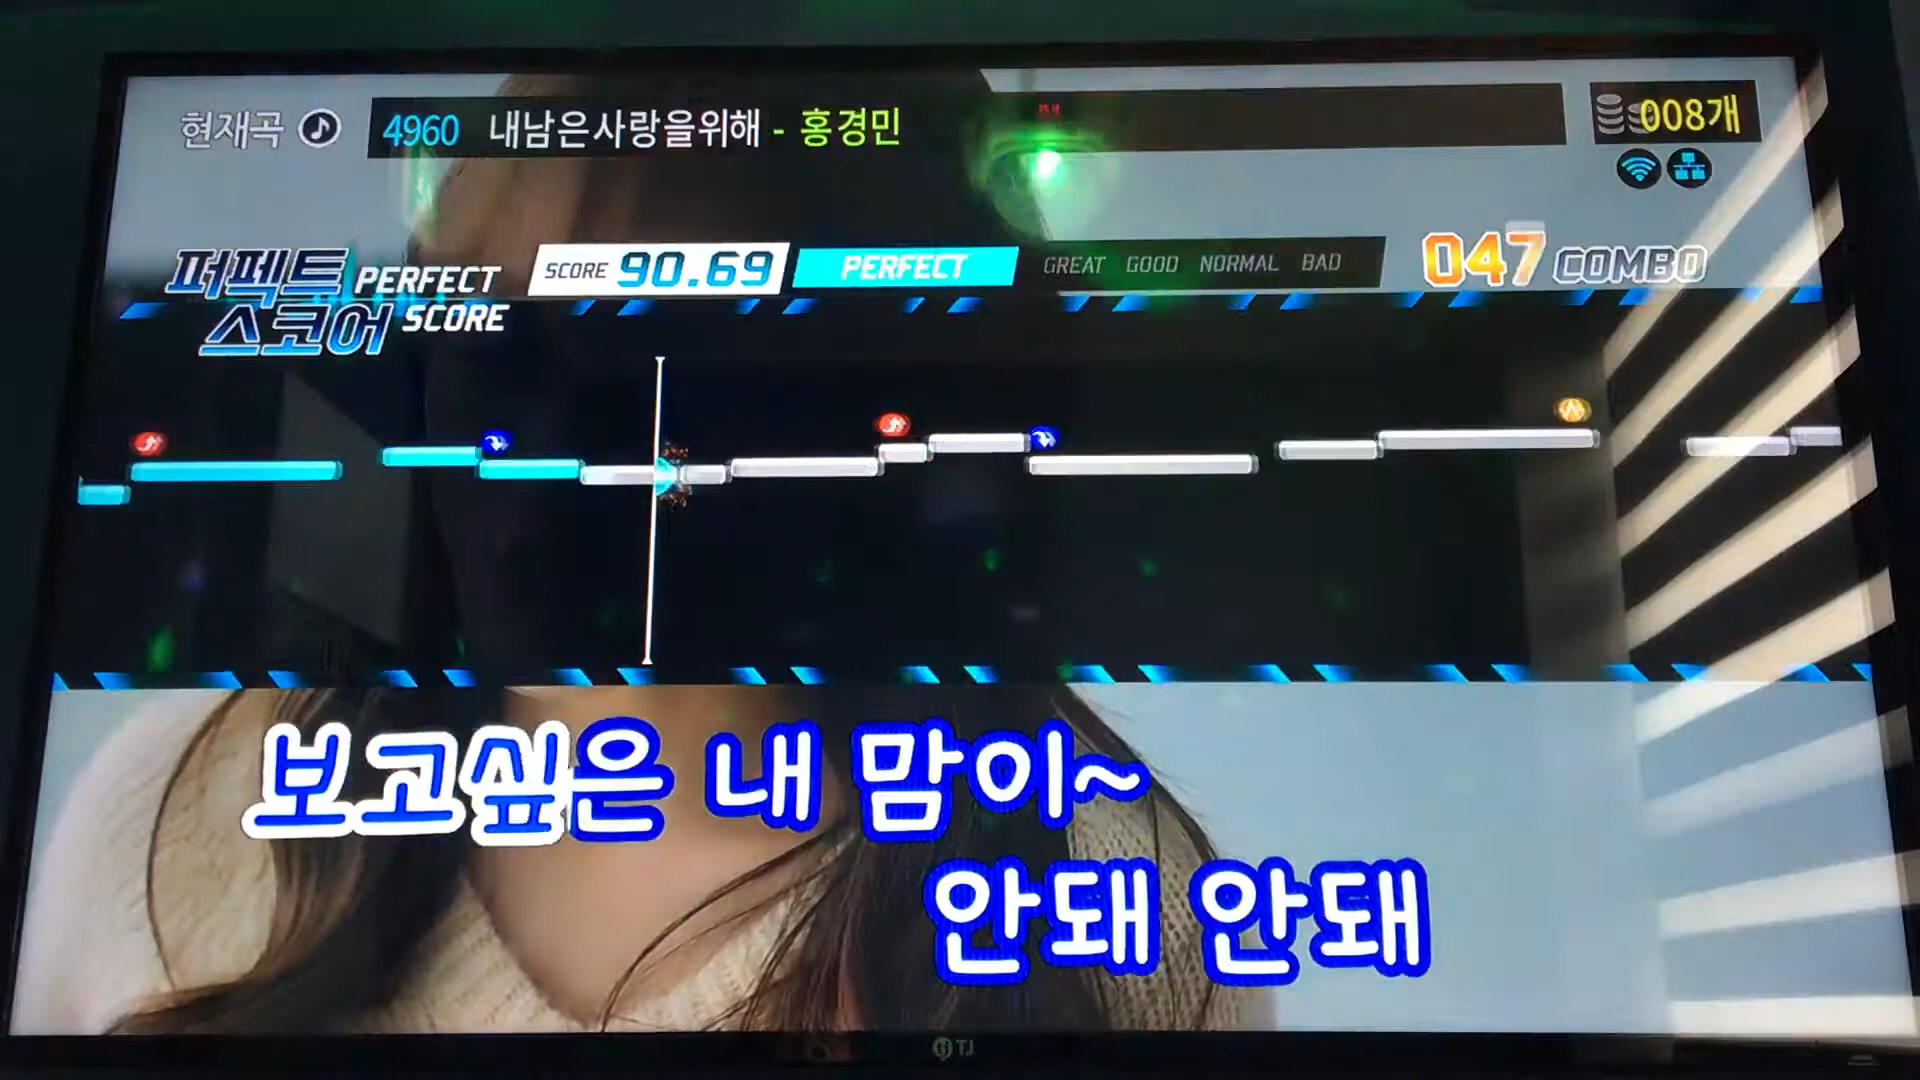 현재곡 4960 내남은사랑을위해 - 홍경민 008개
퍼펙트 PERFECT
스코어 SCORE
SCORE 90.69 PERFECT GREAT GOOD NORMAL BAD 047 COMBO
보고싶은 내 맘이~
안돼 안돼
TJ